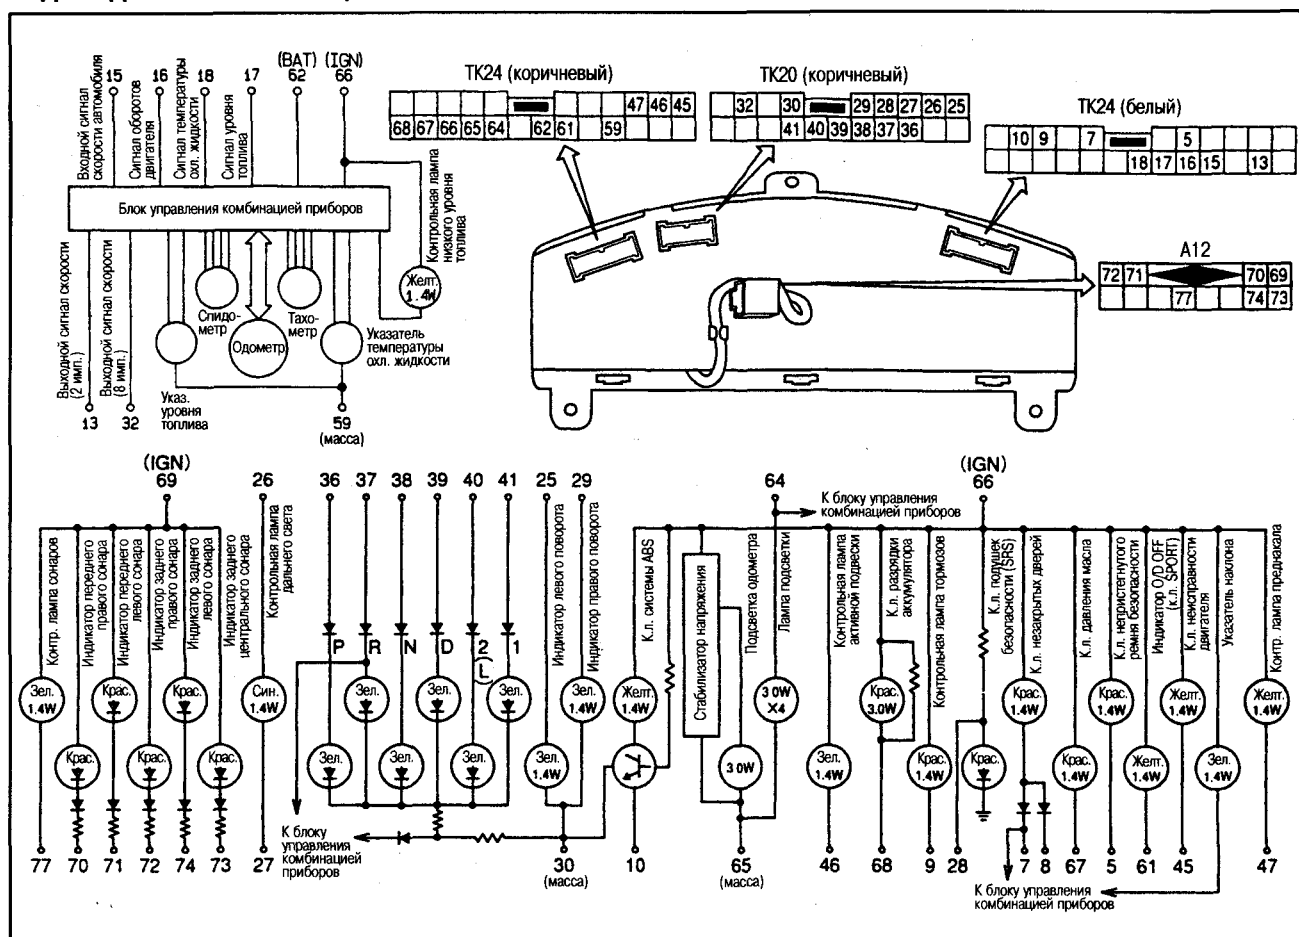 Входной сигнал
скорости автомобиля
15
Сигнал оборотов
двигателя
16
Сигнал температуры
охл. жидкости
18
Сигнал уровня
топлива
17
(BAT) (IGN)
62 66
Блок управления комбинацией приборов
Контрольная лампа
низкого уровня
топлива
Желт.
1.4W
Выходной сигнал скорости
(2 имп.)
Выходной сигнал скорости
(8 имп.)
Спидо-
метр
Одометр
Тахо-
метр
Указатель
температуры
охл. жидкости
Указ.
уровня
топлива
13 32
59
(масса)
TK24 (коричневый)
47 46 45
68 67 66 65 64 62 61 59
TK20 (коричневый)
32 30 29 28 27 26 25
41 40 39 38 37 36
TK24 (белый)
10 9 7 5
18 17 16 15 13
A12
72 71 70 69
77 74 73
(IGN)
69 26 36 37 38 39 40 41 25 29 64
(IGN)
66
К блоку управления
комбинацией приборов
Контр. лампа сонаров
Индикатор переднего
правого сонара
Индикатор переднего
левого сонара
Индикатор заднего
правого сонара
Индикатор заднего
левого сонара
Индикатор заднего
центрального сонара
Контрольная лампа
дальнего света
P R N D 2 1
(L)
Индикатор левого поворота
Индикатор правого поворота
К.л. системы ABS
Стабилизатор напряжения
Подсветка одометра
Лампа подсветки
Контрольная лампа
активной подвески
К.л. разрядки
аккумулятора
Контрольная лампа тормозов
К.л. подушек
безопасности (SRS)
К.л. незакрытых дверей
К.л. давления масла
К.л. непристегнутого
ремня безопасности
Индикатор O/D OFF
(к.л. SPORT)
К.л. неисправности
двигателя
Указатель наклона
Контр. лампа преднакала
Зел.
1.4W
Крас.
Крас.
Син.
1.4W
Зел.
Зел.
Зел.
Зел.
1.4W
Желт.
1.4W
3.0W
X4
Крас.
3.0W
Крас.
1.4W
Крас.
1.4W
Желт.
1.4W
Желт.
1.4W
Крас.
Крас.
Крас.
Зел.
Зел.
Зел.
Зел.
1.4W
3.0W
Зел.
1.4W
Крас.
1.4W
Крас.
Крас.
1.4W
Желт.
1.4W
Зел.
1.4W
К блоку
управления
комбинацией
приборов
77 70 71 72 74 73 27
30
(масса)
10
65
(масса)
46 68 9 28 7 8 67 5 61 45 47
К блоку управления
комбинацией приборов